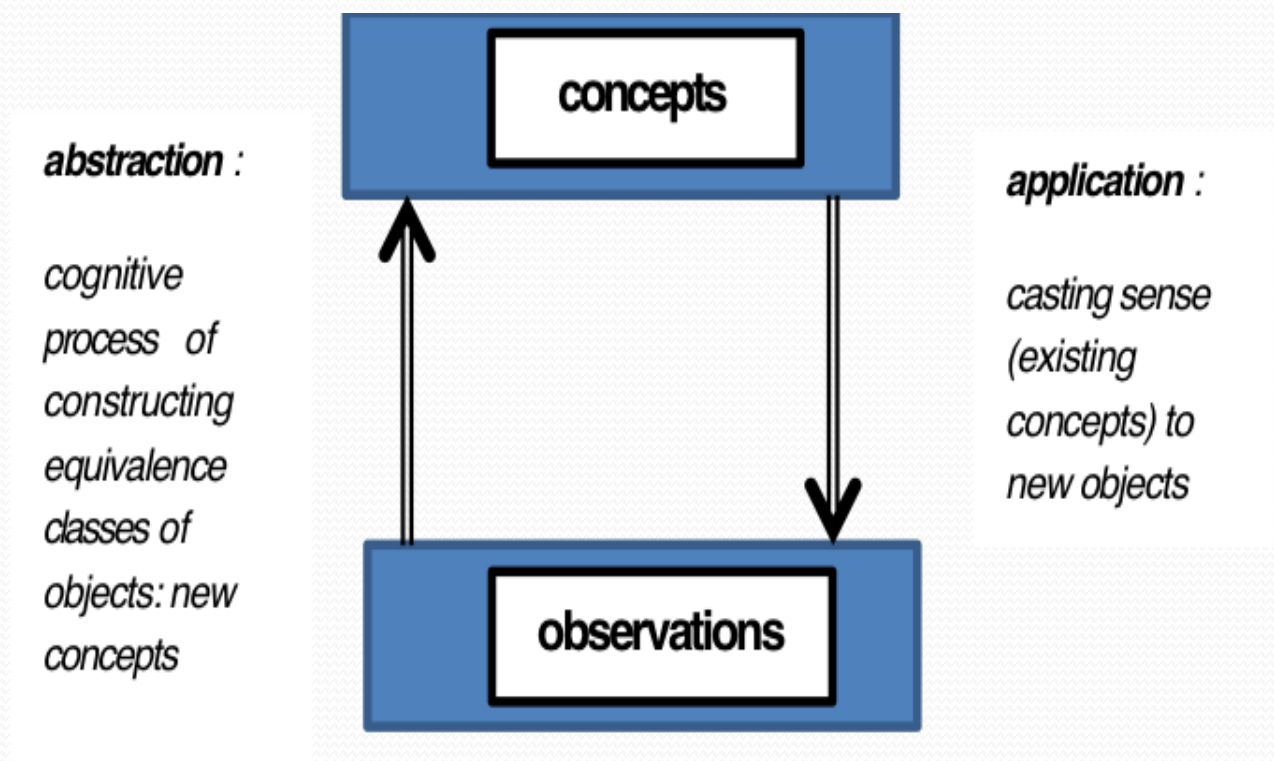 concepts
abstraction :
cognitive
process of
constructing
equivalence
classes of
objects: new
concepts
application :
casting sense
(existing
concepts) to
new objects
observations